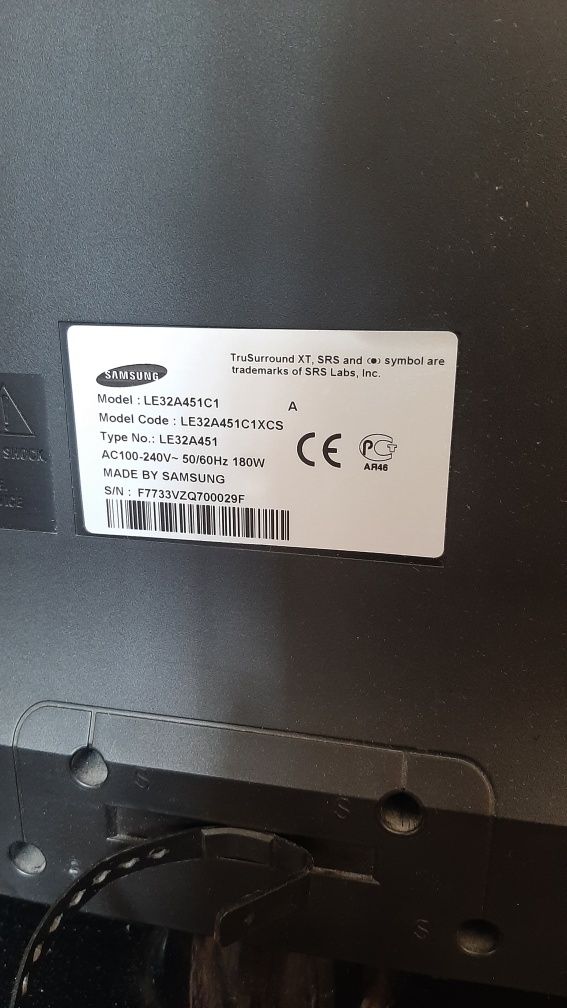 TruSurround XT, SRS and (●) symbol are
trademarks of SRS Labs, Inc.
SAMSUNG
Model : LE32A451C1
A
Model Code : LE32A451C1XCS
Type No.: LE32A451
AC100-240V~ 50/60Hz 180W
MADE BY SAMSUNG
S/N : F7733VZQ700029F
CE
АЯ46
SHOCK
S
S
S